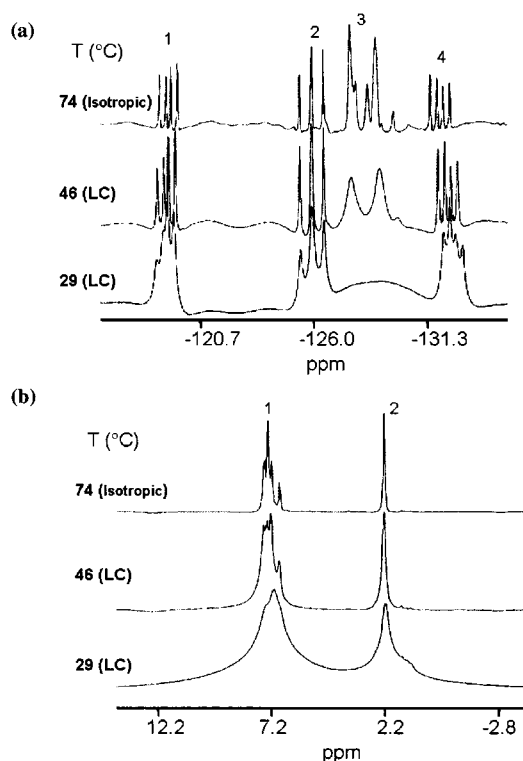 (a)
T (°C)
1
2
3
4
74 (Isotropic)
46 (LC)
29 (LC)
-120.7
-126.0
-131.3
ppm
(b)
T (°C)
1
2
74 (Isotropic)
46 (LC)
29 (LC)
12.2
7.2
2.2
-2.8
ppm